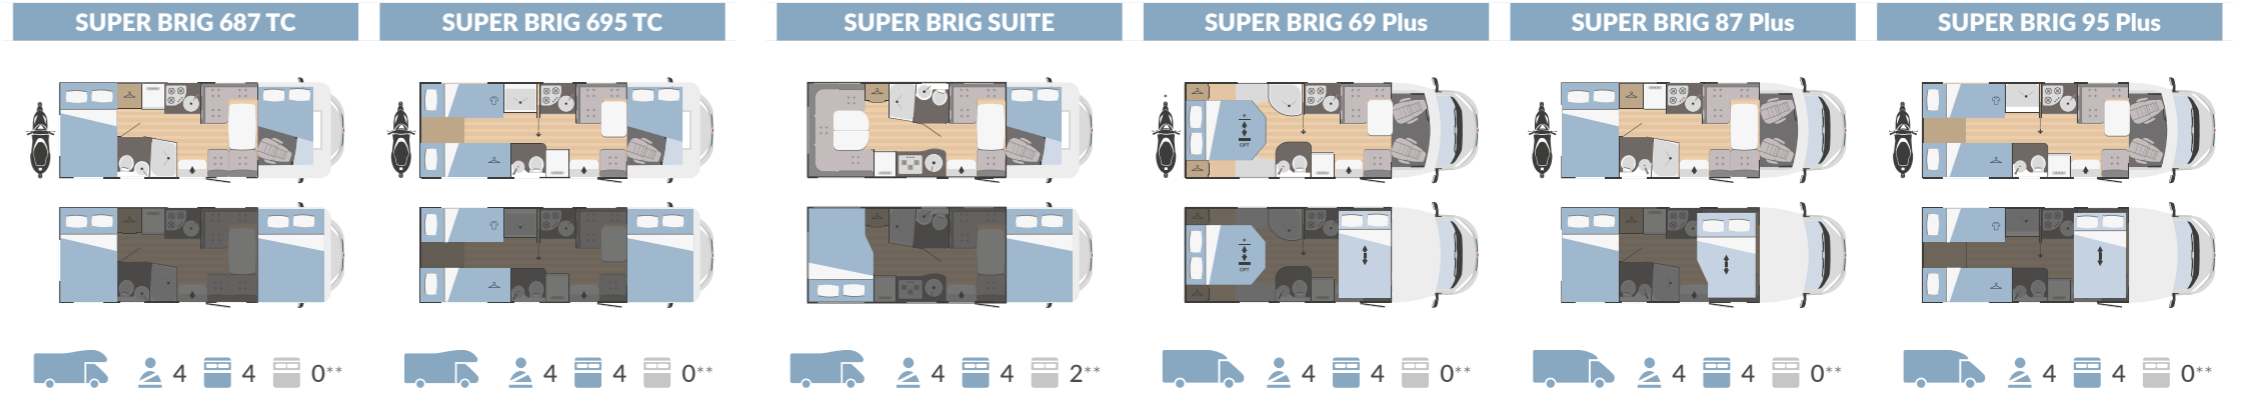 SUPER BRIG 687 TC
SUPER BRIG 695 TC
SUPER BRIG SUITE
SUPER BRIG 69 Plus
SUPER BRIG 87 Plus
SUPER BRIG 95 Plus
OPT
OPT
4 4 0**
4 4 0**
4 4 2**
4 4 0**
4 4 0**
4 4 0**